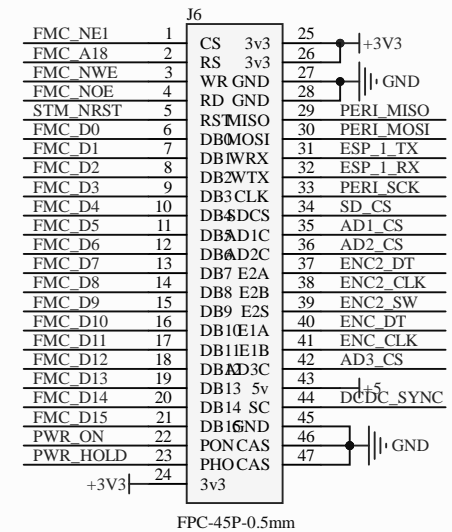 J6
FMC_NE1 1 CS 3v3 25
FMC_A18 2 RS 3v3 26 +3V3
FMC_NWE 3 WR GND 27
FMC_NOE 4 RD GND 28 GND
STM_NRST 5 RST MISO 29 PERI_MISO
FMC_D0 6 DB0 MOSI 30 PERI_MOSI
FMC_D1 7 DB1 WRX 31 ESP_1_TX
FMC_D2 8 DB2 WTX 32 ESP_1_RX
FMC_D3 9 DB3 CLK 33 PERI_SCK
FMC_D4 10 DB4 SDCS 34 SD_CS
FMC_D5 11 DB5 AD1C 35 AD1_CS
FMC_D6 12 DB6 AD2C 36 AD2_CS
FMC_D7 13 DB7 E2A 37 ENC2_DT
FMC_D8 14 DB8 E2B 38 ENC2_CLK
FMC_D9 15 DB9 E2S 39 ENC2_SW
FMC_D10 16 DB10 E1A 40 ENC_DT
FMC_D11 17 DB11 E1B 41 ENC_CLK
FMC_D12 18 DB12 AD3C 42 AD3_CS
FMC_D13 19 DB13 5v 43 +5
FMC_D14 20 DB14 SC 44 DCDC_SYNC
FMC_D15 21 DB15 GND 45
PWR_ON 22 PON CAS 46 GND
PWR_HOLD 23 PHO CAS 47
+3V3 24 3v3
FPC-45P-0.5mm